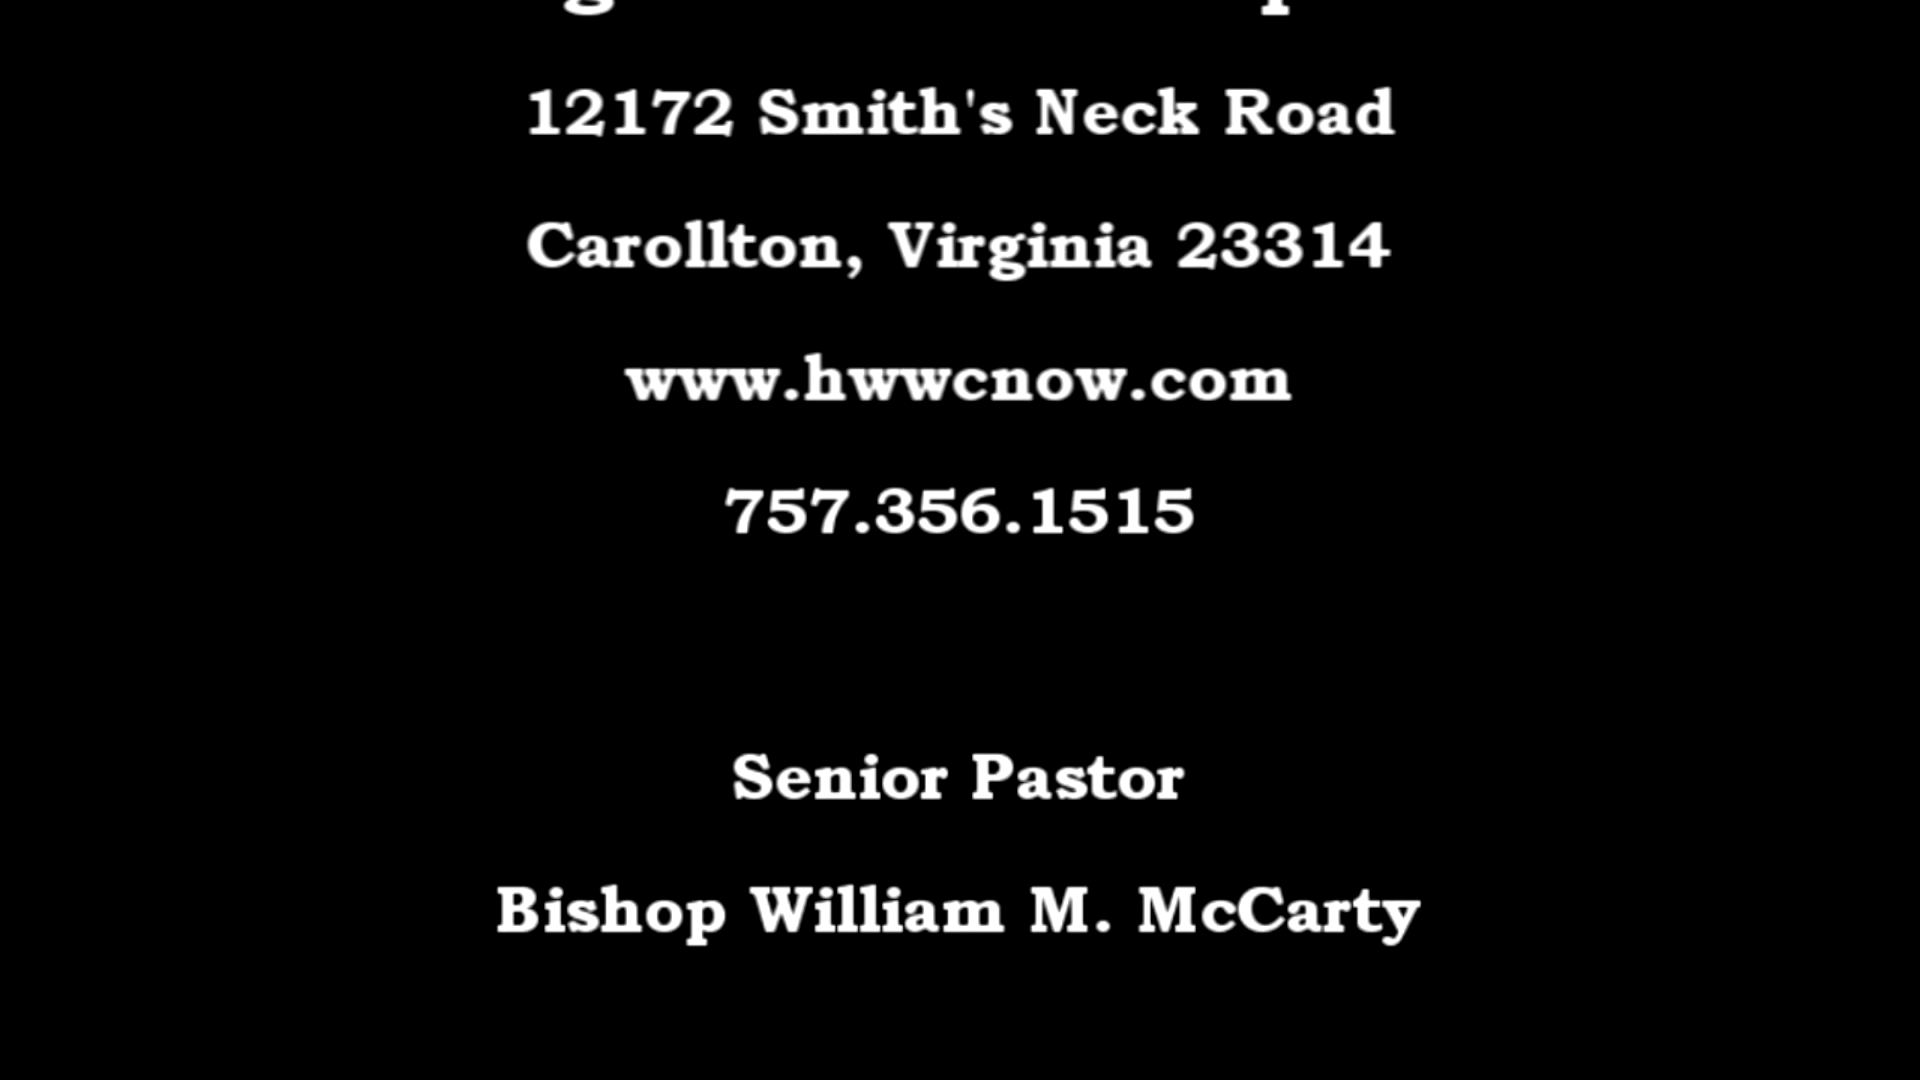 12172 Smith's Neck Road
Carollton, Virginia 23314
www.hwwcnow.com
757.356.1515
Senior Pastor
Bishop William M. McCarty